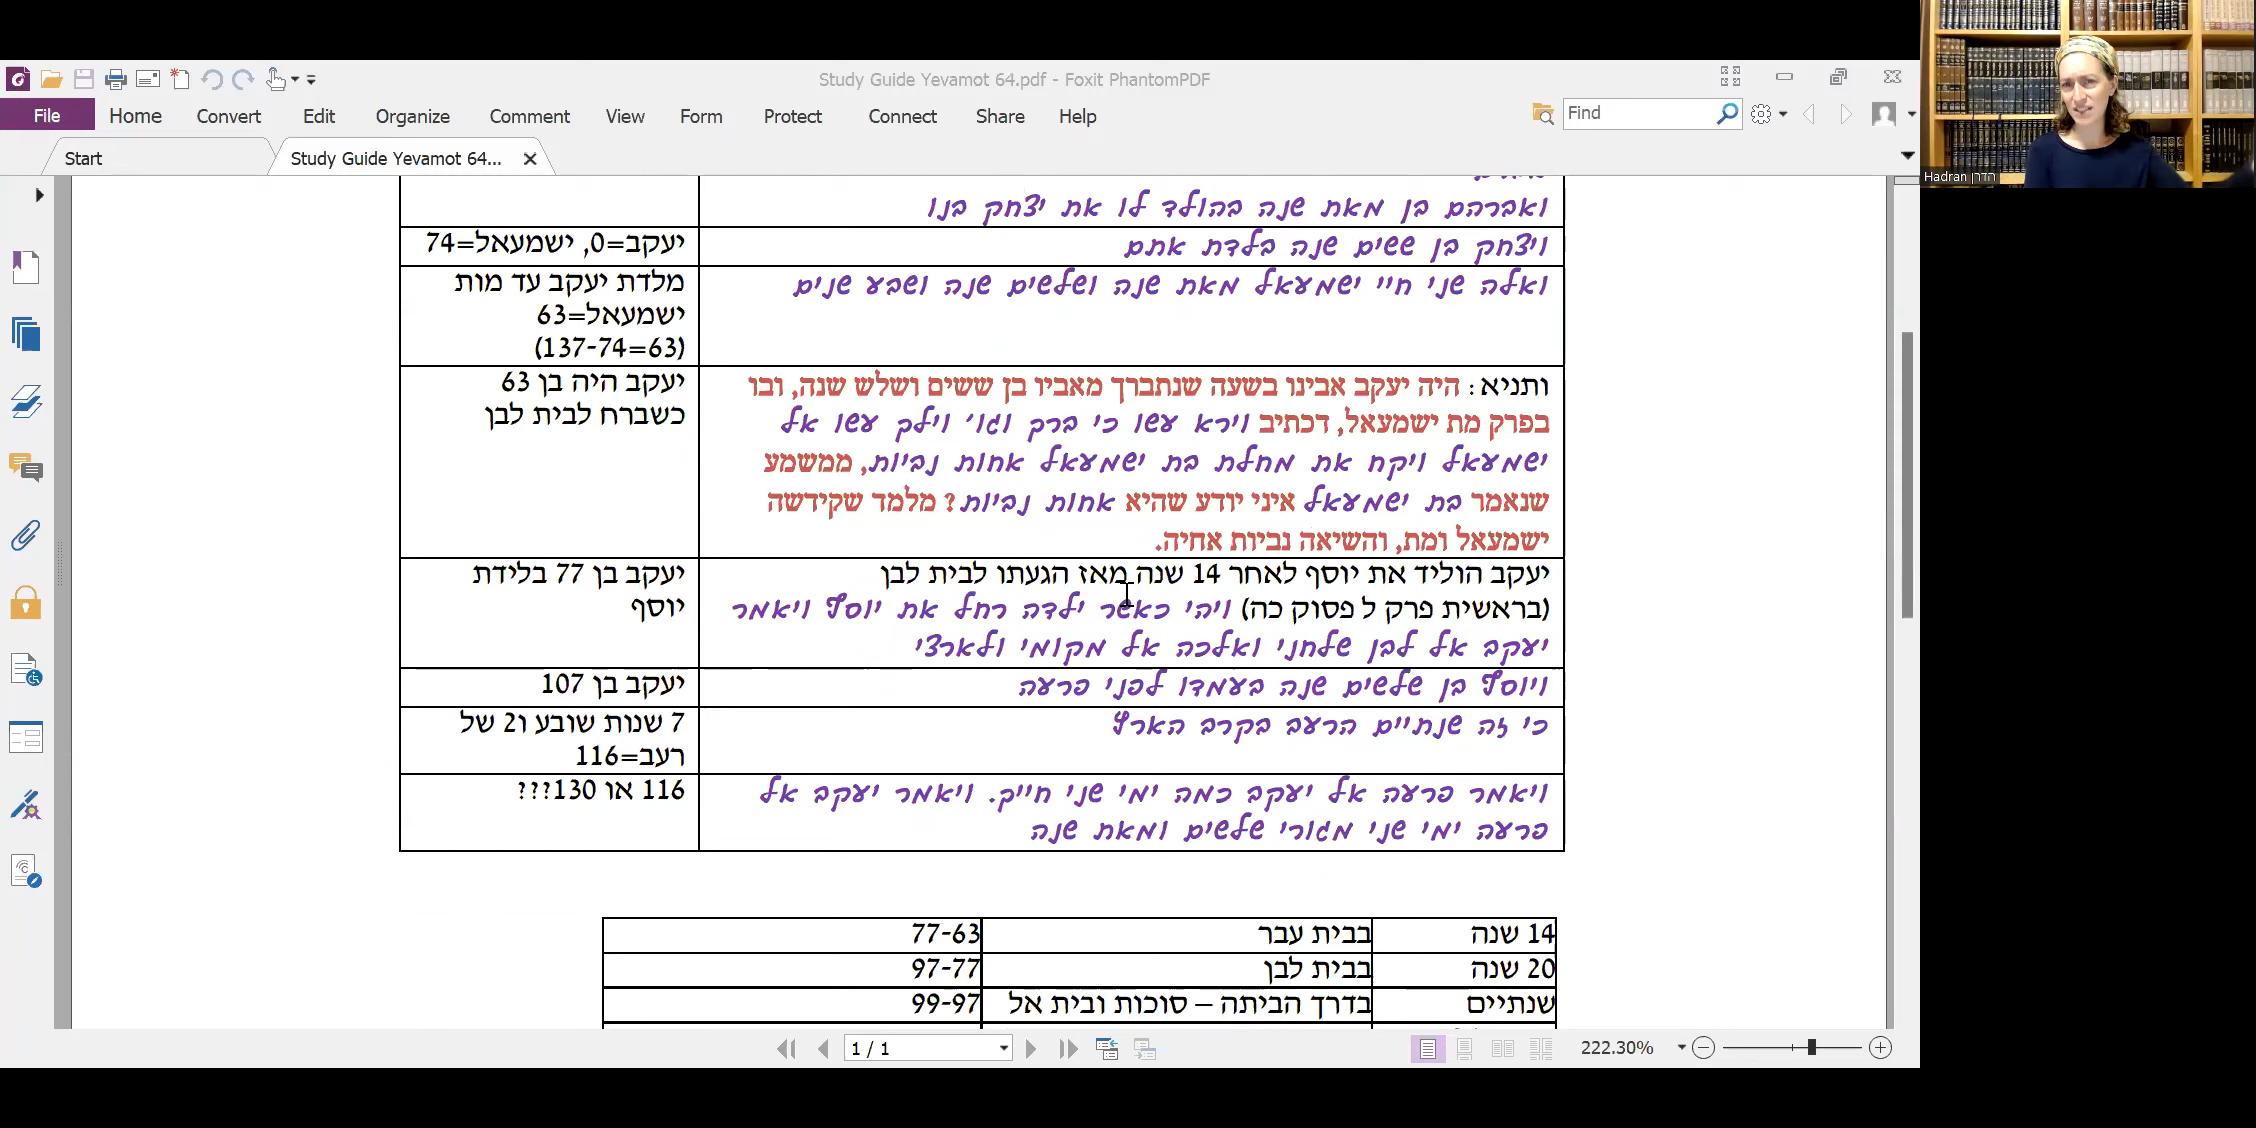 Study Guide Yevamot 64.pdf - Foxit PhantomPDF
File Home Convert Edit Organize Comment View Form Protect Connect Share Help
Find
Start
Study Guide Yevamot 64...
Hadran הדרן
ואברהם בן מאת שנה בהולד לו את יצחק בנו
ויצחק בן ששים שנה בלדת אתם
יעקב=0, ישמעאל=74
ואלה שני חיי ישמעאל מאת שנה ושלשים שנה ושבע שנים
מלדת יעקב עד מות
ישמעאל=63
(137-74=63)
ותניא: היה יעקב אבינו בשעה שנתברך מאביו בן ששים ושלש שנה, ובו
בפרק מת ישמעאל, דכתיב וירא עשו כי ברך וגו' וילך עשו אל
ישמעאל ויקח את מחלת בת ישמעאל אחות נביות, ממשמע
שנאמר בת ישמעאל איני יודע שהיא אחות נביות? מלמד שקידשה
ישמעאל ומת, והשיאה נביות אחיה.
יעקב היה בן 63
כשברח לבית לבן
יעקב הוליד את יוסף לאחר 14 שנה מאז הגעתו לבית לבן
(בראשית פרק ל פסוק כה) ויהי כאשר ילדה רחל את יוסף ויאמר
יעקב אל לבן שלחני ואלכה אל מקומי ולארצי
יעקב בן 77 בלידת
יוסף
ויוסף בן שלשים שנה בעמדו לפני פרעה
יעקב בן 107
כי זה שנתיים הרעב בקרב הארץ
7 שנות שובע ו2 של
רעב=116
ויאמר פרעה אל יעקב כמה ימי שני חייך. ויאמר יעקב אל
פרעה ימי שני מגורי שלשים ומאת שנה
116 או 130???
14 שנה בבית עבר 77-63
20 שנה בבית לבן 97-77
שנתיים בדרך הביתה – סוכות ובית אל 99-97
1 / 1
222.30%